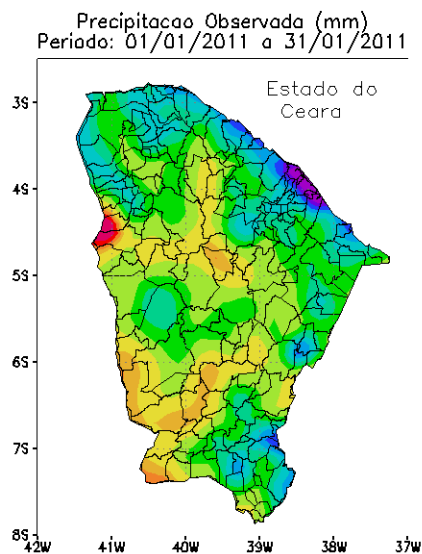 Precipitacao Observada (mm)
Periodo: 01/01/2011 a 31/01/2011
Estado do
Ceara
3S
4S
5S
6S
7S
8S
42W 41W 40W 39W 38W 37W